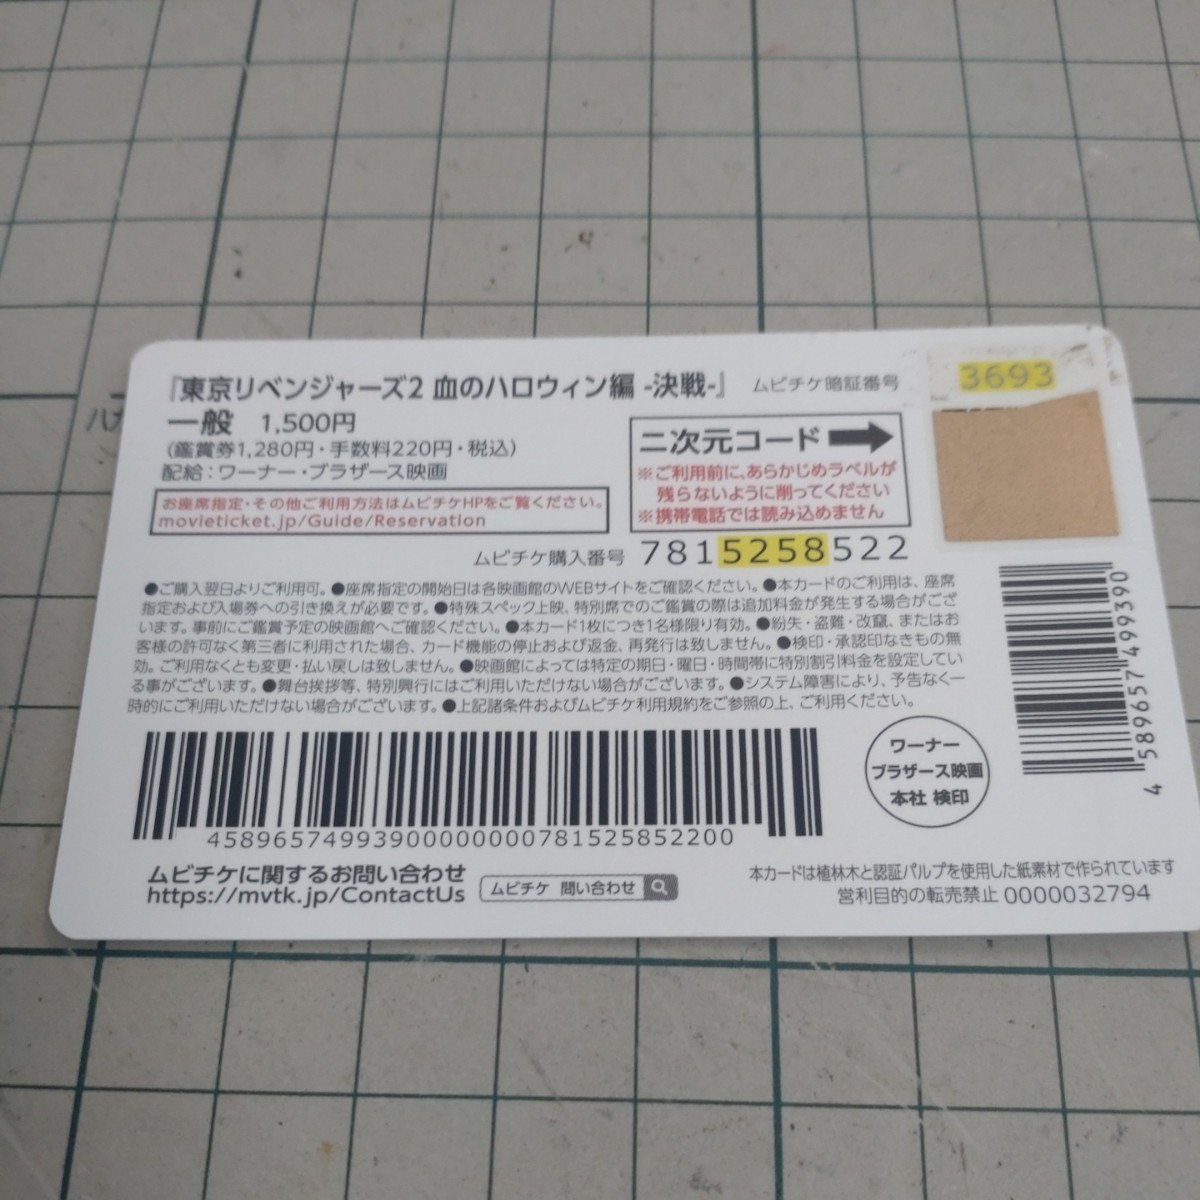 『東京リベンジャーズ2 血のハロウィン編 -決戦-』
ムビチケ暗証番号
3693
一般 1,500円
(鑑賞券1,280円・手数料220円・税込)
配給：ワーナー・ブラザース映画
お座席指定・その他ご利用方法はムビチケHPをご覧ください。
movieticket.jp/Guide/Reservation
二次元コード
※ご利用前に、あらかじめラベルが
残らないように削ってください
※携帯電話では読み込めません
ムビチケ購入番号 7815258522
●ご購入翌日よりご利用可。●座席指定の開始日は各映画館のWEBサイトをご確認ください。●本カードのご利用は、座席
指定および入場券への引き換えが必要です。●特殊スペック上映、特別席でのご鑑賞の際は追加料金が発生する場合がござ
います。事前にご鑑賞予定の映画館へご確認ください。●本カード1枚につき1名様限り有効。●紛失・盗難・改竄、またはお
客様の許可なく第三者に利用された場合、カード機能の停止および返金、再発行は致しません。●検印・承認印なきもの無
効。ご利用なくとも変更・払い戻しは致しません。●映画館によっては特定の期日・曜日・時間帯に特別割引料金を設定してい
る事がございます。●舞台挨拶等、特別興行にはご利用いただけない場合がございます。●システム障害により、予告なく一
時的にご利用いただけない場合がございます。●上記諸条件およびムビチケ利用規約をご参照の上、ご利用ください。
4589657499390000000078152585２200
ワーナー
ブラザース映画
本社 検印
4 589657 499390
ムビチケに関するお問い合わせ
https://mvtk.jp/ContactUs
ムビチケ 問い合わせ
本カードは植林木と認証パルプを使用した紙素材で作られています
営利目的の転売禁止 0000032794